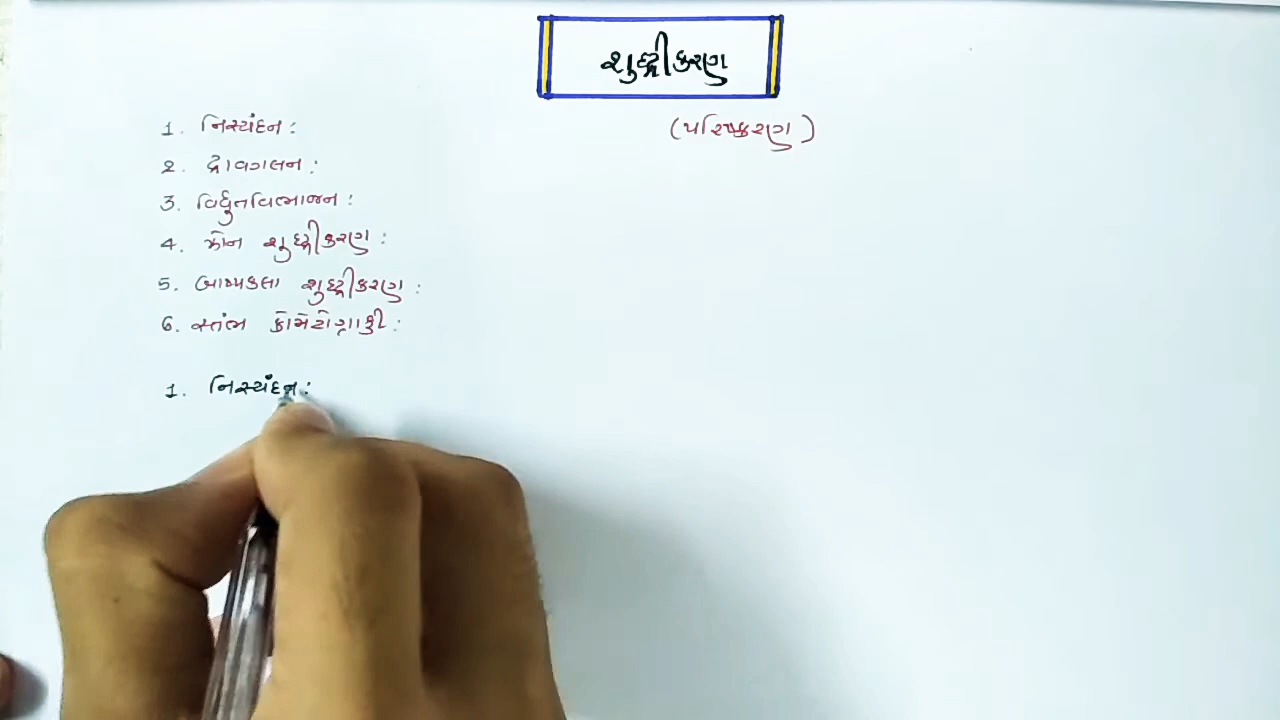 શુદ્ધીકરણ
(પરિષ્કરણ)
1. નિસ્યંદન :
2. દ્રાવગલન :
3. વિર્ધુતવિભાજન :
4. ઝોન શુદ્ધીકરણ :
5. બાષ્પકલા શુદ્ધીકરણ :
6. સ્તંભ ક્રોમેટોગ્રાફી :
1. નિસ્યંદન :